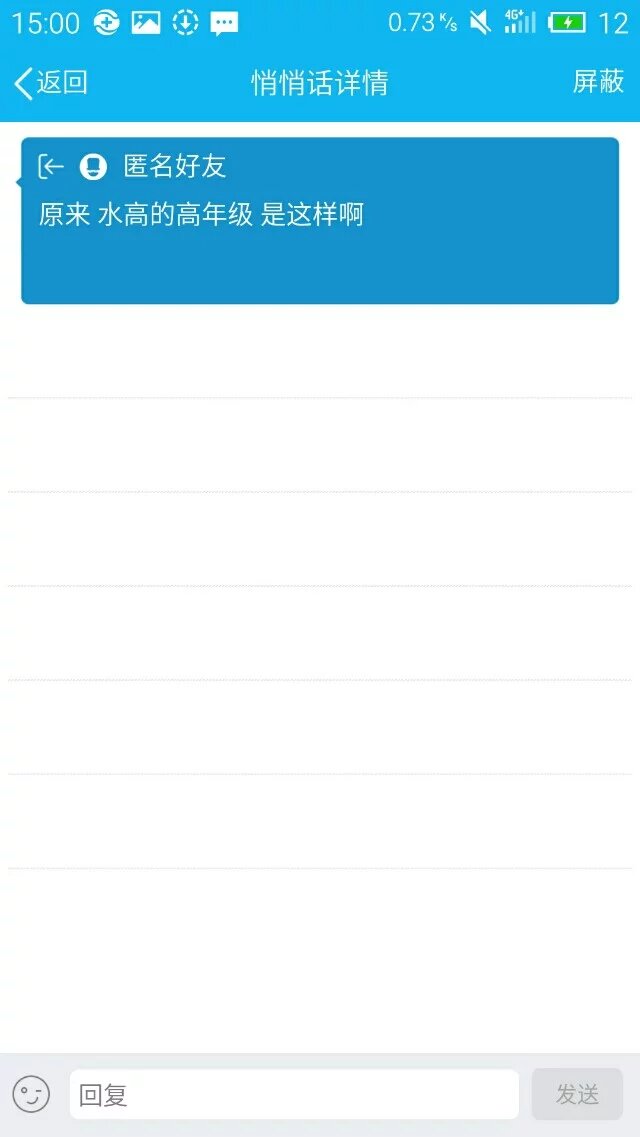 15:00
0.73 K/s
4G+
12
返回
悄悄话详情
屏蔽
匿名好友
原来 水高的高年级 是这样啊
回复
发送